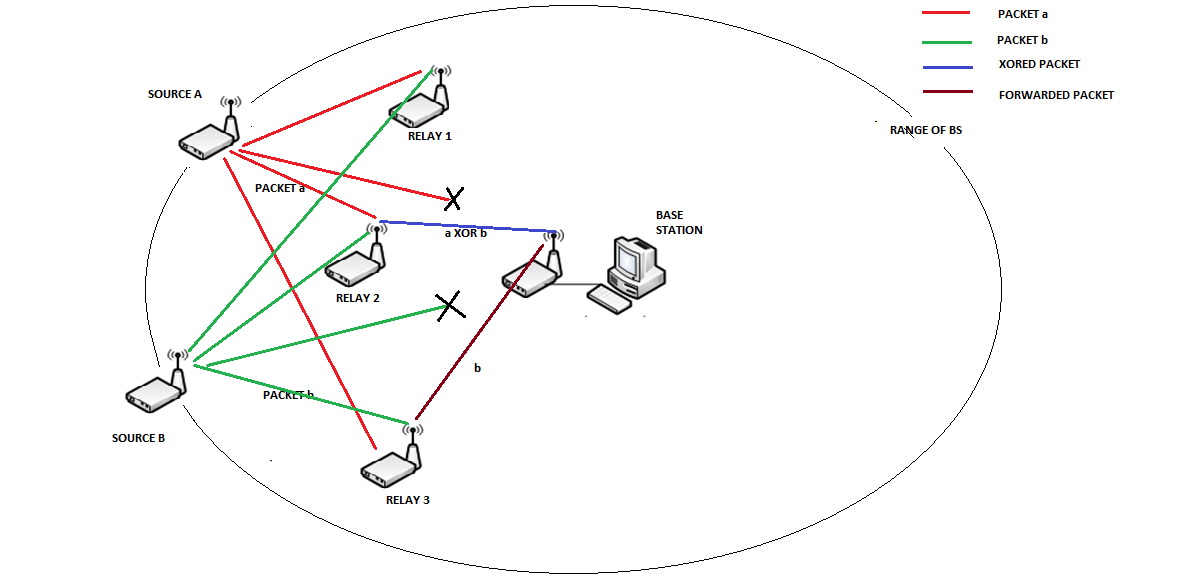 PACKET a
PACKET b
XORED PACKET
FORWARDED PACKET
SOURCE A
RELAY 1
RANGE OF BS
PACKET a
BASE
STATION
a XOR b
RELAY 2
b
PACKET b
SOURCE B
RELAY 3